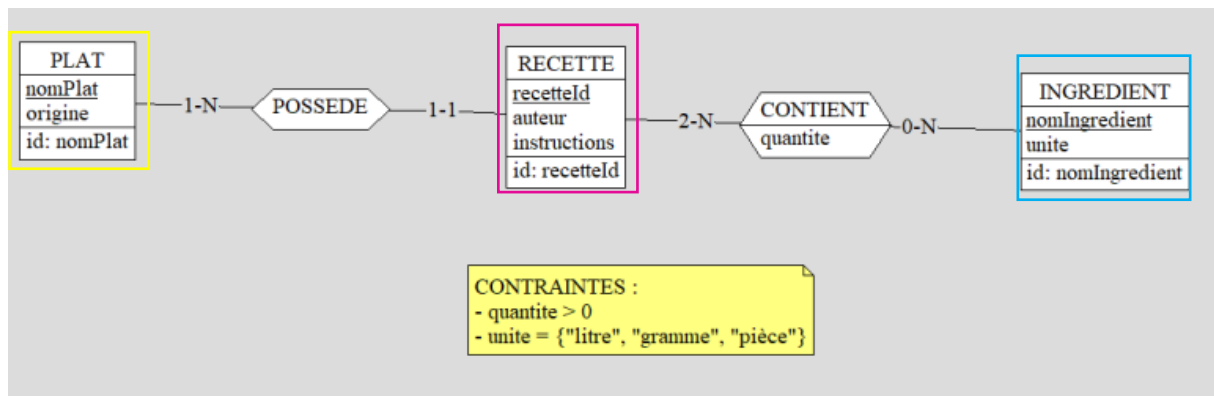 PLAT
nomPlat
origine
id: nomPlat
1-N
POSSEDE
1-1
RECETTE
recetteId
auteur
instructions
id: recetteId
2-N
CONTIENT
quantite
0-N
INGREDIENT
nomIngredient
unite
id: nomIngredient
CONTRAINTES :
- quantite > 0
- unite = {"litre", "gramme", "pièce"}